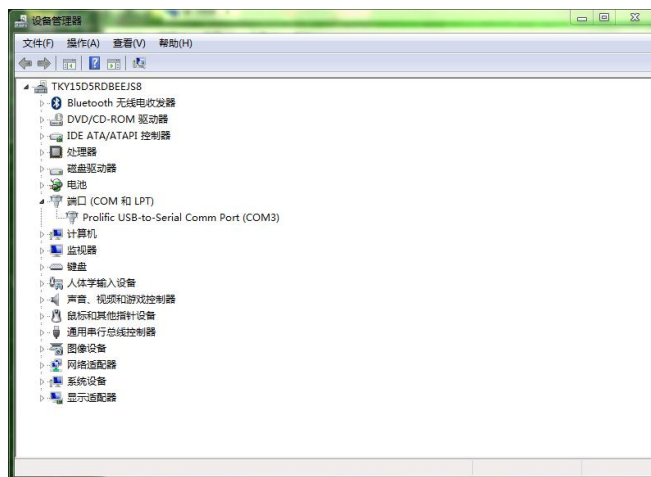 设备管理器
文件(F) 操作(A) 查看(V) 帮助(H)
TKY15D5RDBEEJS8
Bluetooth 无线电收发器
DVD/CD-ROM 驱动器
IDE ATA/ATAPI 控制器
处理器
磁盘驱动器
电池
端口 (COM 和 LPT)
Prolific USB-to-Serial Comm Port (COM3)
计算机
监视器
键盘
人体学输入设备
声音、视频和游戏控制器
鼠标和其他指针设备
通用串行总线控制器
图像设备
网络适配器
系统设备
显示适配器